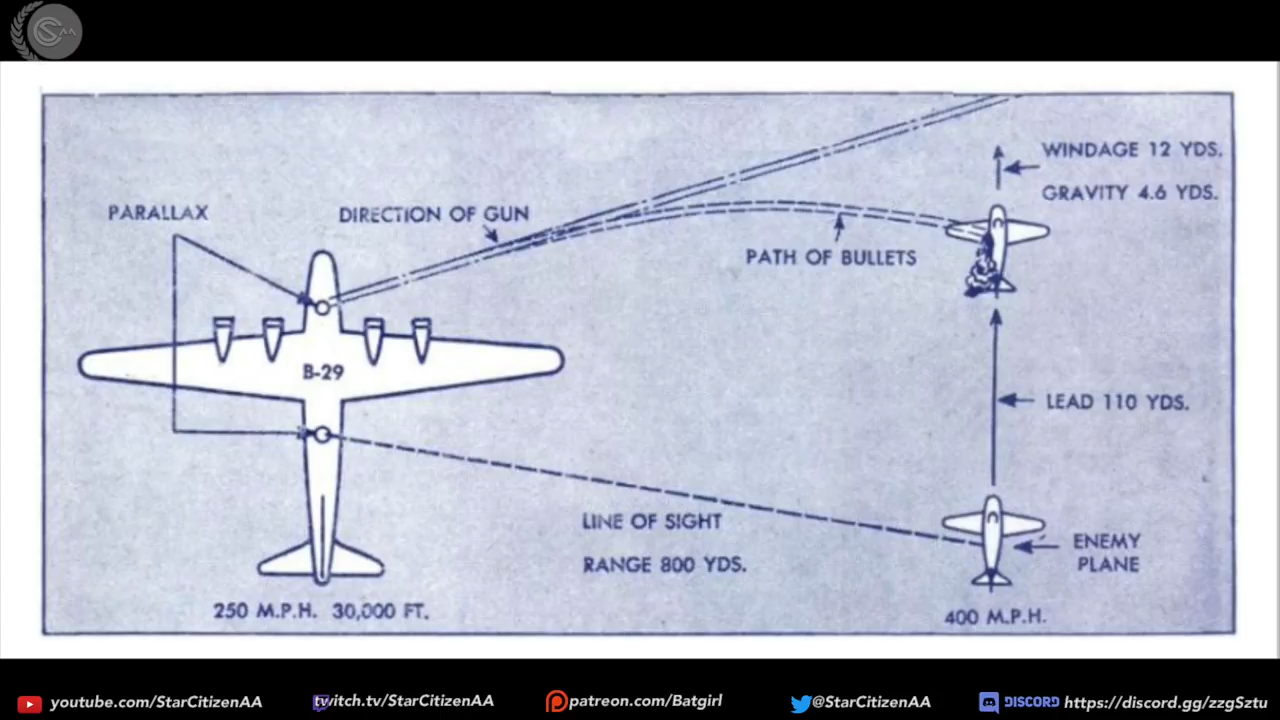 CSAA
WINDAGE 12 YDS.
GRAVITY 4.6 YDS.
PARALLAX
DIRECTION OF GUN
PATH OF BULLETS
B-29
LEAD 110 YDS.
LINE OF SIGHT
RANGE 800 YDS.
ENEMY
PLANE
250 M.P.H. 30,000 FT.
400 M.P.H.
youtube.com/StarCitizenAA
twitch.tv/StarCitizenAA
patreon.com/Batgirl
@StarCitizenAA
DISCORD https://discord.gg/zzgSztu